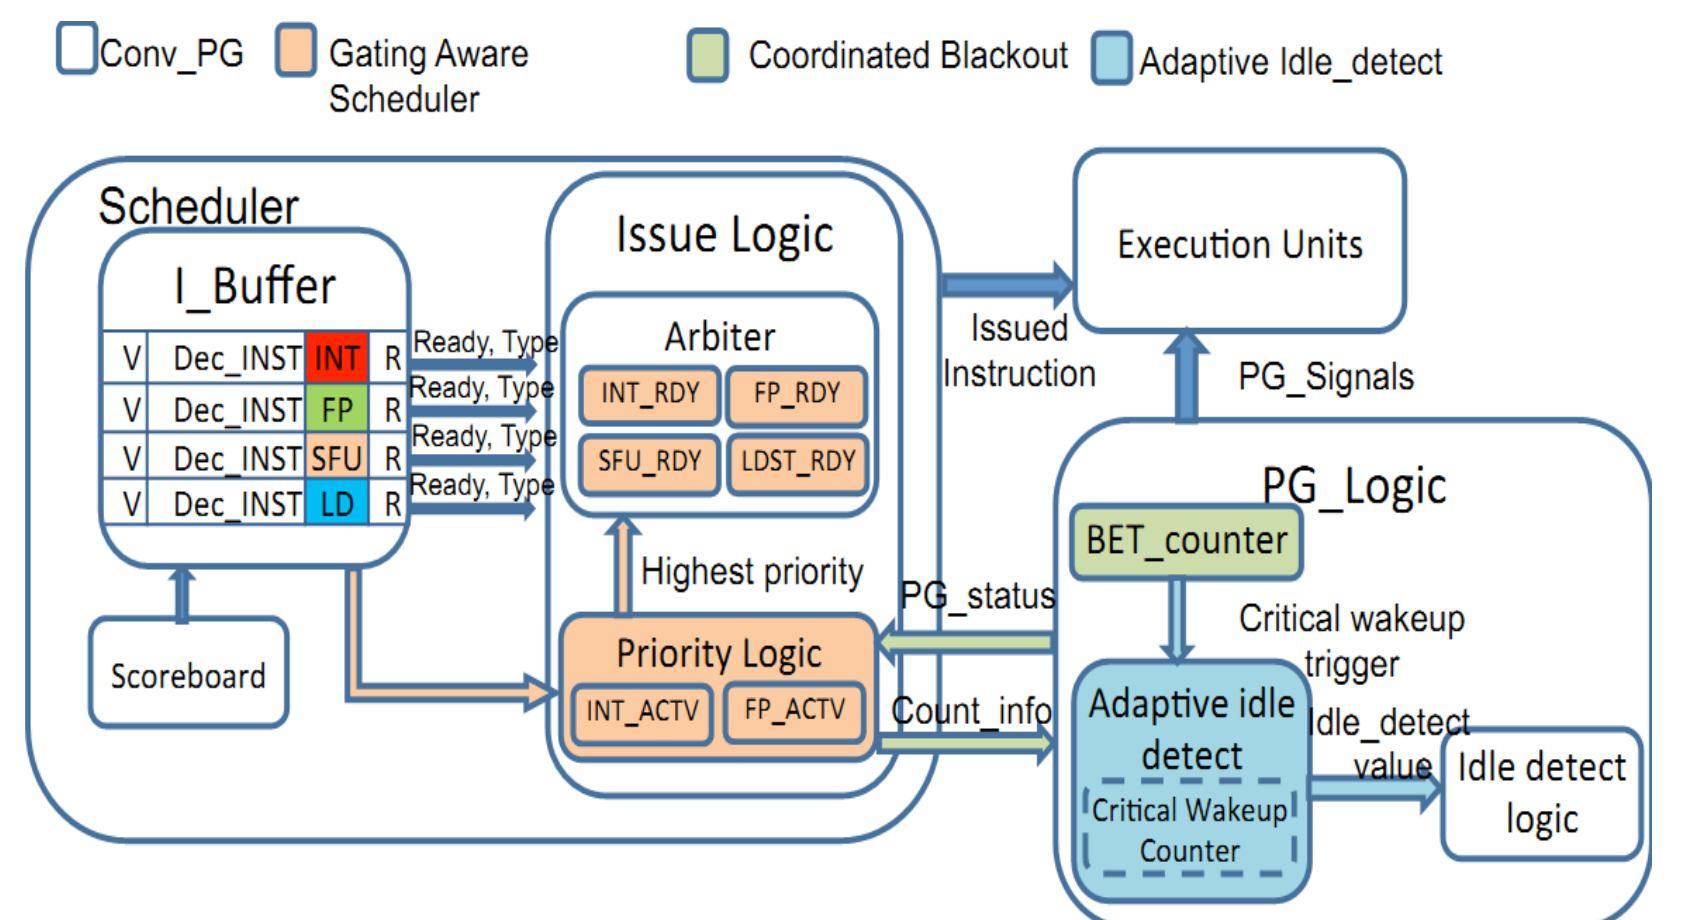 Conv_PG
Gating Aware
Scheduler
Coordinated Blackout
Adaptive Idle_detect
Scheduler
I_Buffer
V Dec_INST INT R
V Dec_INST FP R
V Dec_INST SFU R
V Dec_INST LD R
Ready, Type
Ready, Type
Ready, Type
Ready, Type
Scoreboard
Issue Logic
Arbiter
INT_RDY
FP_RDY
SFU_RDY
LDST_RDY
Highest priority
Priority Logic
INT_ACTV
FP_ACTV
Issued
Instruction
Execution Units
PG_Signals
PG_status
Count_info
PG_Logic
BET_counter
Critical wakeup
trigger
Adaptive idle
detect
Critical Wakeup
Counter
Idle_detect
value
Idle detect
logic